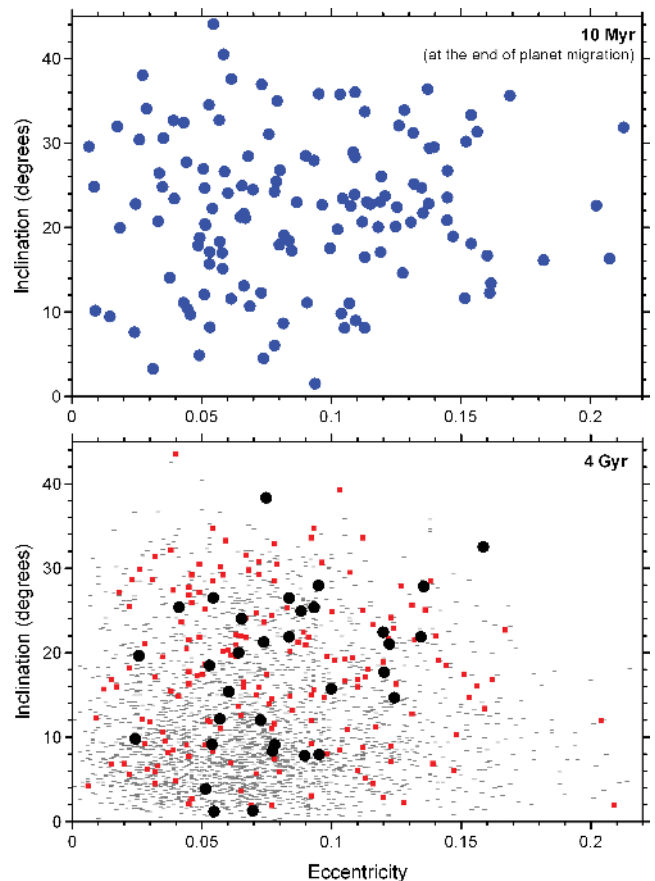 10 Myr
(at the end of planet migration)
Inclination (degrees)
40
30
20
10
0
0 0.05 0.1 0.15 0.2
4 Gyr
Inclination (degrees)
40
30
20
10
0
0 0.05 0.1 0.15 0.2
Eccentricity